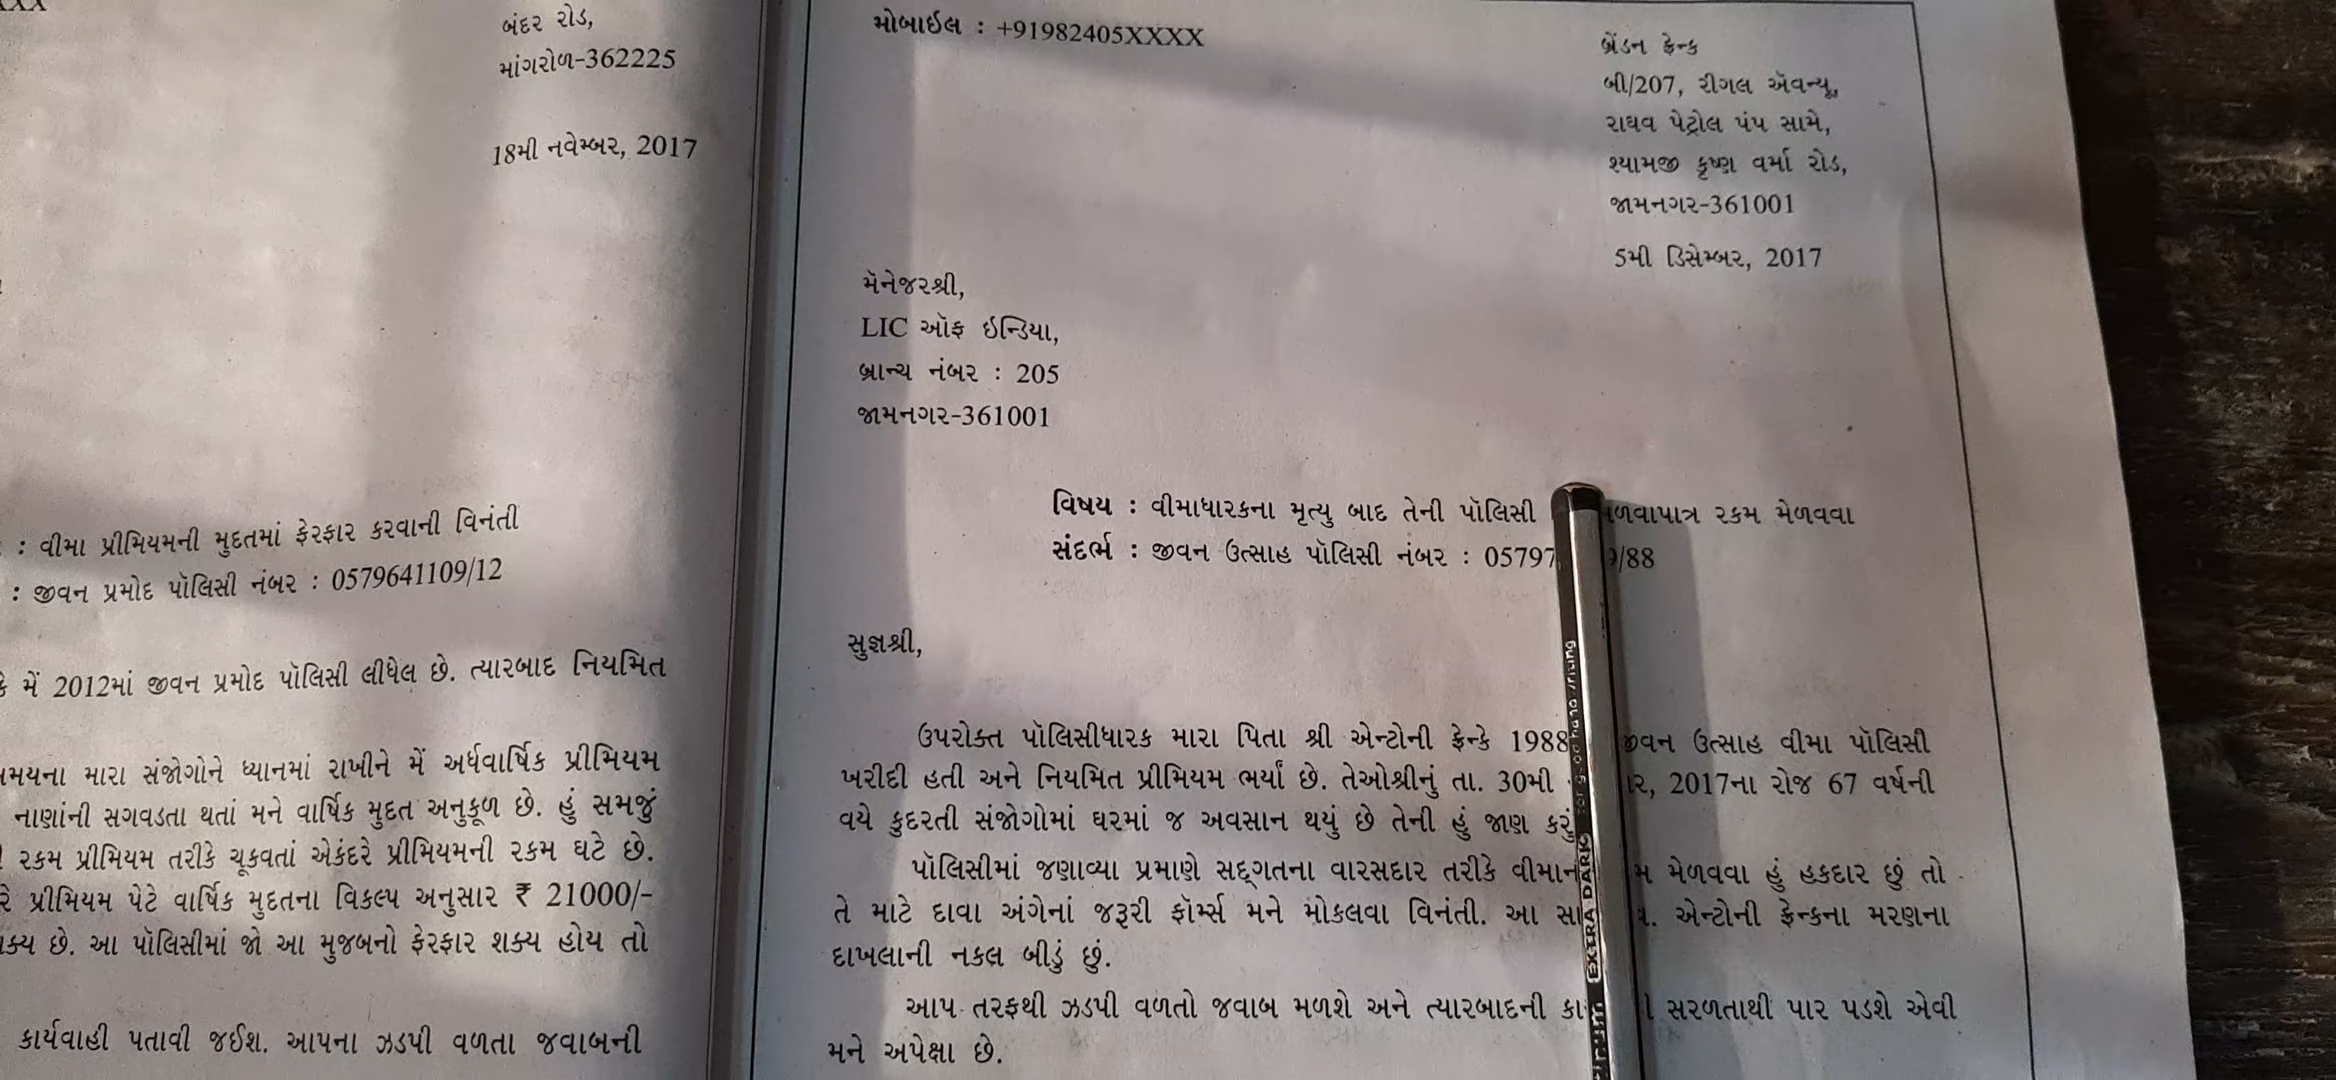 XXX
બંદર રોડ,
માંગરોળ-362225
18મી નવેમ્બર, 2017
: વીમા પ્રીમિયમની મુદતમાં ફેરફાર કરવાની વિનંતી
: જીવન પ્રમોદ પૉલિસી નંબર : 0579641109/12
કે મેં 2012માં જીવન પ્રમોદ પૉલિસી લીધેલ છે. ત્યારબાદ નિયમિત
મારા સંજોગોને ધ્યાનમાં રાખીને મેં અર્ધવાર્ષિક પ્રીમિયમ
નાણાંની સગવડતા થતાં મને વાર્ષિક મુદત અનુકૂળ છે. હું સમજું
રકમ પ્રીમિયમ તરીકે ચૂકવતાં એકંદરે પ્રીમિયમની રકમ ઘટે છે.
પ્રીમિયમ પેટે વાર્ષિક મુદતના વિકલ્પ અનુસાર ₹ 21000/-
છે. આ પૉલિસીમાં જો આ મુજબનો ફેરફાર શક્ય હોય તો
કાર્યવાહી પતાવી જઈશ. આપના ઝડપી વળતા જવાબની
મોબાઈલ : +91982405XXXX
બ્રેંડન ફ્રેન્ક
બી/207, રીગલ ઍવન્યૂ,
રાઘવ પેટ્રોલ પંપ સામે,
શ્યામજી કૃષ્ણ વર્મા રોડ,
જામનગર-361001
5મી ડિસેમ્બર, 2017
મૅનેજરશ્રી,
LIC ઑફ ઇન્ડિયા,
બ્રાન્ચ નંબર : 205
જામનગર-361001
વિષય : વીમાધારકના મૃત્યુ બાદ તેની પૉલિસી રકમ મેળવવા
સંદર્ભ : જીવન ઉત્સાહ પૉલિસી નંબર : 05797 /88
સુજ્ઞશ્રી,
ઉપરોક્ત પૉલિસીધારક મારા પિતા શ્રી એન્ટોની ફ્રેન્કે 1988 જીવન ઉત્સાહ વીમા પૉલિસી
ખરીદી હતી અને નિયમિત પ્રીમિયમ ભર્યાં છે. તેઓશ્રીનું તા. 30મી 2017ના રોજ 67 વર્ષની
વયે કુદરતી સંજોગોમાં ઘરમાં જ અવસાન થયું છે તેની હું જાણ કરું
પૉલિસીમાં જણાવ્યા પ્રમાણે સદ્ગતના વારસદાર તરીકે મેળવવા હું હકદાર છું તો
તે માટે દાવા અંગેનાં જરૂરી ફૉર્મ્સ મને મોકલવા વિનંતી. આ એન્ટોની ફ્રેન્કના મરણના
દાખલાની નકલ બીડું છું.
આપ તરફથી ઝડપી વળતો જવાબ મળશે અને ત્યારબાદની સરળતાથી પાર પડશે એવી
મને અપેક્ષા છે.
for good hand writing
EXTRA DARK